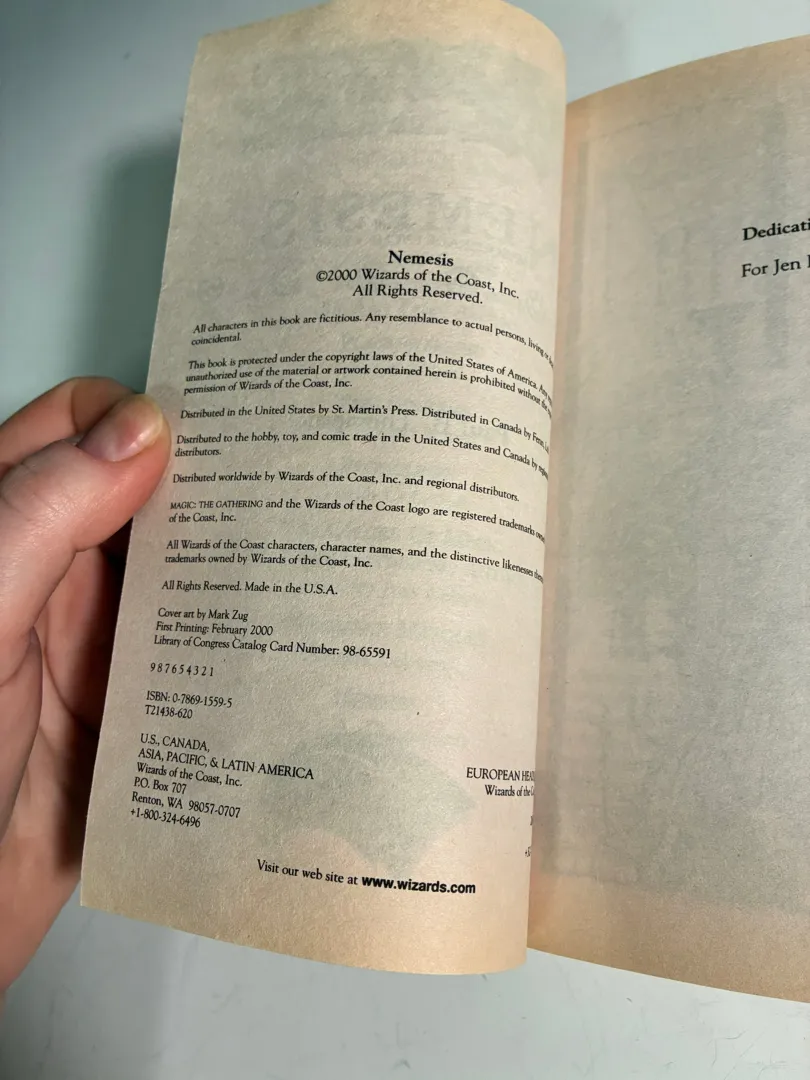 Nemesis
©2000 Wizards of the Coast, Inc.
All Rights Reserved.
All characters in this book are fictitious. Any resemblance to actual persons, living or
coincidental.
This book is protected under the copyright laws of the United States of America. Any
unauthorized use of the material or artwork contained herein is prohibited without the
permission of Wizards of the Coast, Inc.
Distributed in the United States by St. Martin's Press. Distributed in Canada by
Distributed to the hobby, toy, and comic trade in the United States and Canada by
distributors.
Distributed worldwide by Wizards of the Coast, Inc. and regional distributors.
MAGIC: THE GATHERING and the Wizards of the Coast logo are registered trademarks
of the Coast, Inc.
All Wizards of the Coast characters, character names, and the distinctive likenesses
trademarks owned by Wizards of the Coast, Inc.
All Rights Reserved. Made in the U.S.A.
Cover art by Mark Zug
First Printing: February 2000
Library of Congress Catalog Card Number: 98-65591
9 8 7 6 5 4 3 2 1
ISBN: 0-7869-1559-5
T21438-620
U.S., CANADA,
ASIA, PACIFIC, & LATIN AMERICA
Wizards of the Coast, Inc.
P.O. Box 707
Renton, WA 98057-0707
+1-800-324-6496
EUROPEAN
Wizards of the
Visit our web site at www.wizards.com
Dedicati
For Jen